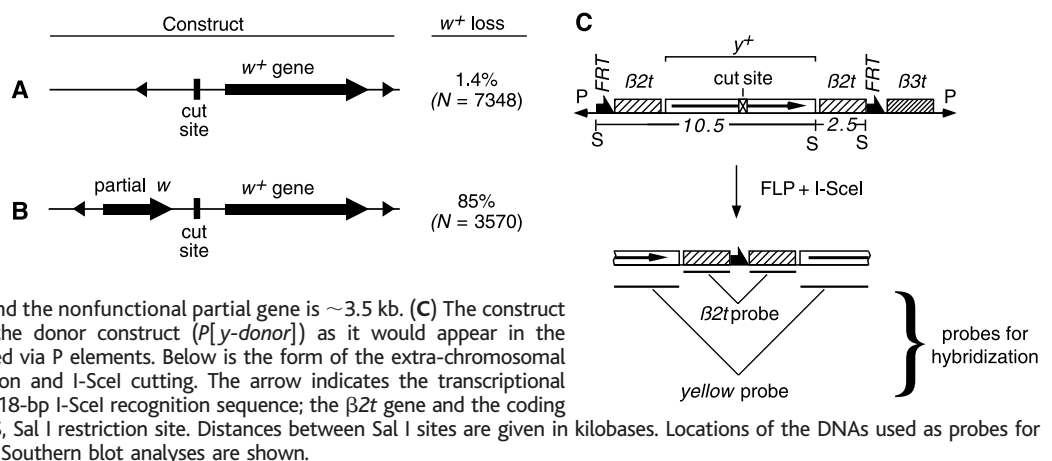 Construct
w+ loss
A
w+ gene
cut
site
1.4%
(N = 7348)
B
partial w
w+ gene
cut
site
85%
(N = 3570)
C
y+
P
FRT
ß2t
cut site
ß2t
FRT
ß3t
P
10.5
2.5
S
S
S
FLP + I-SceI
ß2t probe
yellow probe
probes for
hybridization
nd the nonfunctional partial gene is ~3.5 kb. (C) The construct
he donor construct (P[y-donor]) as it would appear in the
ed via P elements. Below is the form of the extra-chromosomal
on and I-SceI cutting. The arrow indicates the transcriptional
18-bp I-SceI recognition sequence; the β2t gene and the coding
S, Sal I restriction site. Distances between Sal I sites are given in kilobases. Locations of the DNAs used as probes for
Southern blot analyses are shown.